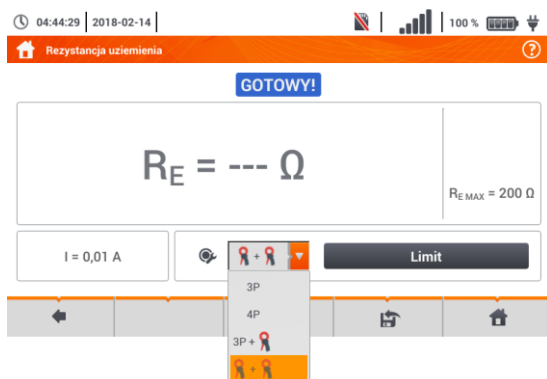 04:44:29 2018-02-14 100 %
Rezystancja uziemienia ?
GOTOWY!
RE = --- Ω
RE MAX = 200 Ω
I = 0,01 A + Limit
3P
4P
3P +
+